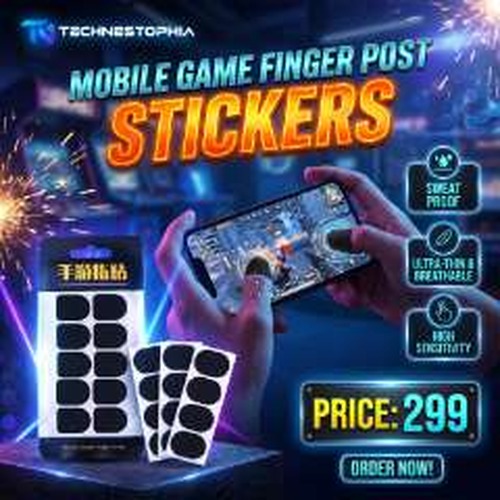 TECHNESTOPHIA
MOBILE GAME FINGER POST
STICKERS
SWEAT
PROOF
ULTRA-THIN &
BREATHABLE
HIGH
SENSITIVITY
手游指贴
PRICE: 299
ORDER NOW!